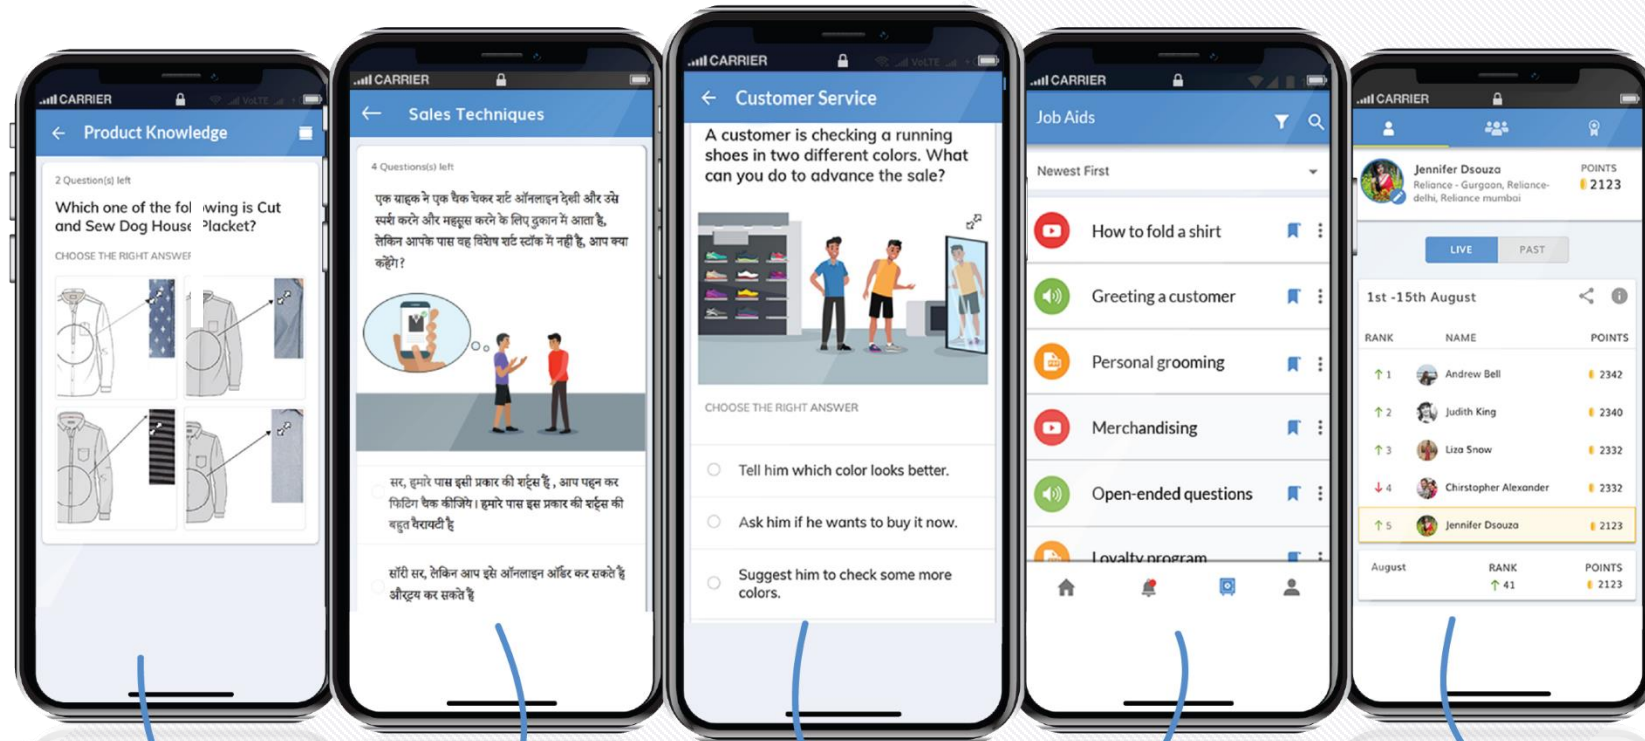 CARRIER
Product Knowledge
2 Question(s) left
Which one of the fol wing is Cut
and Sew Dog House Placket?
CHOOSE THE RIGHT ANSWER
CARRIER
Sales Techniques
4 Questions(s) left
एक ग्राहक ने एक चैक चेकर शर्ट ऑनलाइन देखी और उसे
स्पर्श करने और महसूस करने के लिए दुकान में आता है,
लेकिन आपके पास वह विशेष शर्ट स्टॉक में नही है, आप क्या
कहेंगे?
सर, हमारे पास इसी प्रकार की शर्ट्स हैं , आप पहन कर
फिटिंग चैक कीजिये। हमारे पास इस प्रकार की शर्ट्स की
बहुत वैरायटी है
सॉरी सर, लेकिन आप इसे ऑनलाइन ऑर्डर कर सकते हैं
औरट्रय कर सकते हैं
CARRIER
VoLTE
Customer Service
A customer is checking a running
shoes in two different colors. What
can you do to advance the sale?
CHOOSE THE RIGHT ANSWER
Tell him which color looks better.
Ask him if he wants to buy it now.
Suggest him to check some more
colors.
CARRIER
Job Aids
Newest First
How to fold a shirt
Greeting a customer
Personal grooming
Merchandising
Open-ended questions
Loyalty program
CARRIER
Jennifer Dsouza
Reliance - Gurgaon, Reliance-
delhi, Reliance mumbai
POINTS
2123
LIVE PAST
1st -15th August
RANK NAME POINTS
1 Andrew Bell 2342
2 Judith King 2340
3 Liza Snow 2332
4 Chirstopher Alexander 2332
5 Jennifer Dsouza 2123
August RANK POINTS
41 2123